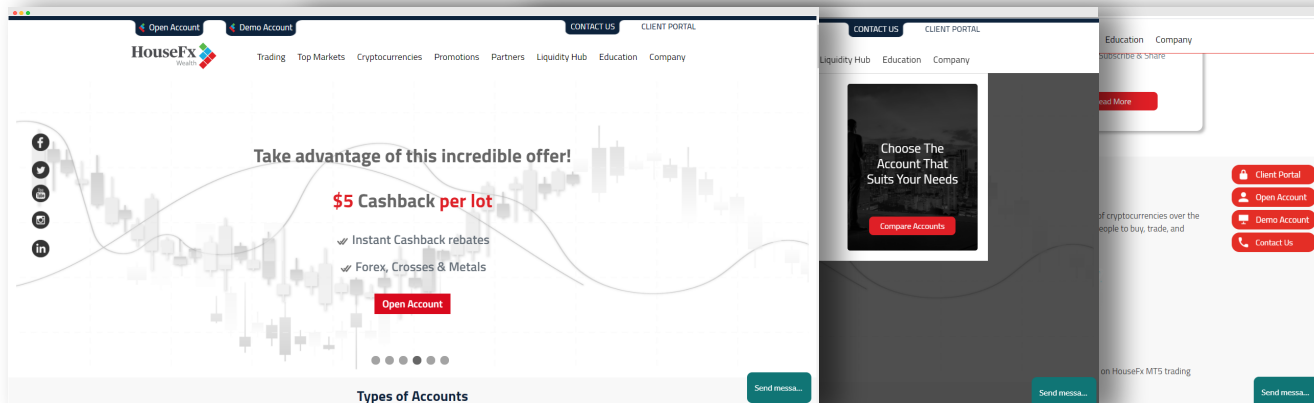 Open Account
Demo Account
CONTACT US
CLIENT PORTAL
HouseFx
Wealth
Trading Top Markets Cryptocurrencies Promotions Partners Liquidity Hub Education Company
Take advantage of this incredible offer!
$5 Cashback per lot
Instant Cashback rebates
Forex, Crosses & Metals
Open Account
Types of Accounts
Send messa...
CONTACT US
CLIENT PORTAL
Liquidity Hub Education Company
Choose The
Account That
Suits Your Needs
Compare Accounts
Send messa...
Education Company
Subscribe & Share
ead More
Client Portal
Open Account
Demo Account
Contact Us
of cryptocurrencies over the
eople to buy, trade, and
on HouseFx MT5 trading
Send messa...